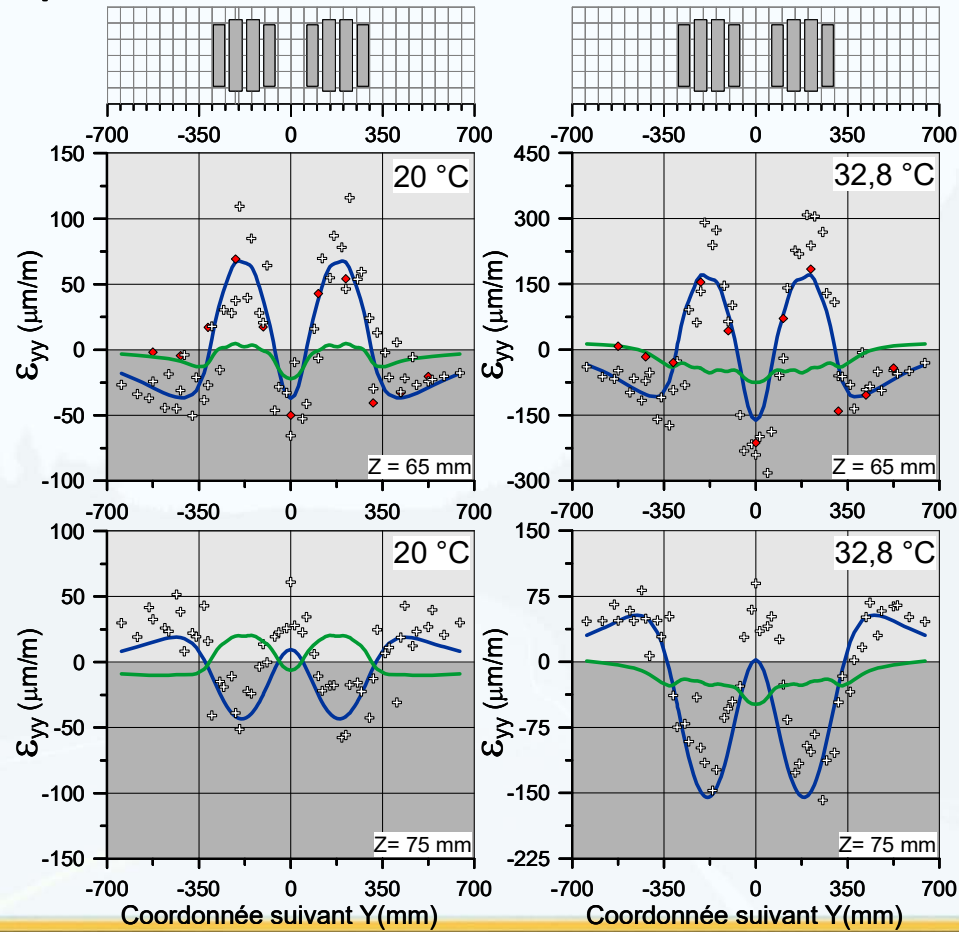 -700 -350 0 350 700
-700 -350 0 350 700
150
100
50
0
-50
-100
εyy (μm/m)
20 °C
Z = 65 mm
450
300
150
0
-150
-300
εyy (μm/m)
32,8 °C
Z = 65 mm
-700 -350 0 350 700
-700 -350 0 350 700
100
50
0
-50
-100
-150
εyy (μm/m)
20 °C
Z= 75 mm
150
75
0
-75
-150
-225
εyy (μm/m)
32,8 °C
Z= 75 mm
-700 -350 0 350 700
-700 -350 0 350 700
Coordonnée suivant Y(mm)
Coordonnée suivant Y(mm)